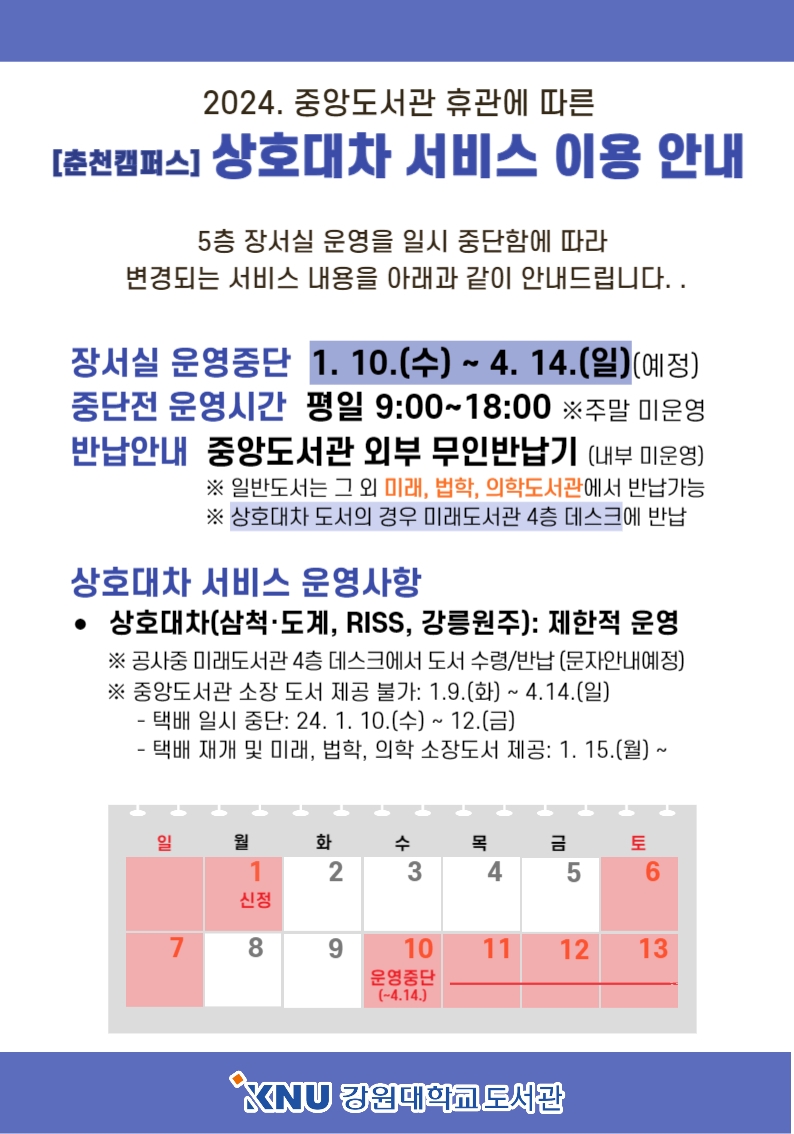 2024. 중앙도서관 휴관에 따른
[춘천캠퍼스] 상호대차 서비스 이용 안내
5층 장서실 운영을 일시 중단함에 따라
변경되는 서비스 내용을 아래과 같이 안내드립니다. .
장서실 운영중단 1. 10.(수) ~ 4. 14.(일)(예정)
중단전 운영시간 평일 9:00~18:00 ※주말 미운영
반납안내 중앙도서관 외부 무인반납기 (내부 미운영)
※ 일반도서는 그 외 미래, 법학, 의학도서관에서 반납가능
※ 상호대차 도서의 경우 미래도서관 4층 데스크에 반납
상호대차 서비스 운영사항
• 상호대차(삼척·도계, RISS, 강릉원주): 제한적 운영
※ 공사중 미래도서관 4층 데스크에서 도서 수령/반납 (문자안내예정)
※ 중앙도서관 소장 도서 제공 불가: 1.9.(화) ~ 4.14.(일)
- 택배 일시 중단: 24. 1. 10.(수) ~ 12.(금)
- 택배 재개 및 미래, 법학, 의학 소장도서 제공: 1. 15.(월) ~
일 월 화 수 목 금 토
1 2 3 4 5 6
신정
7 8 9 10 11 12 13
운영중단
(~4.14.)
KNU 강원대학교도서관